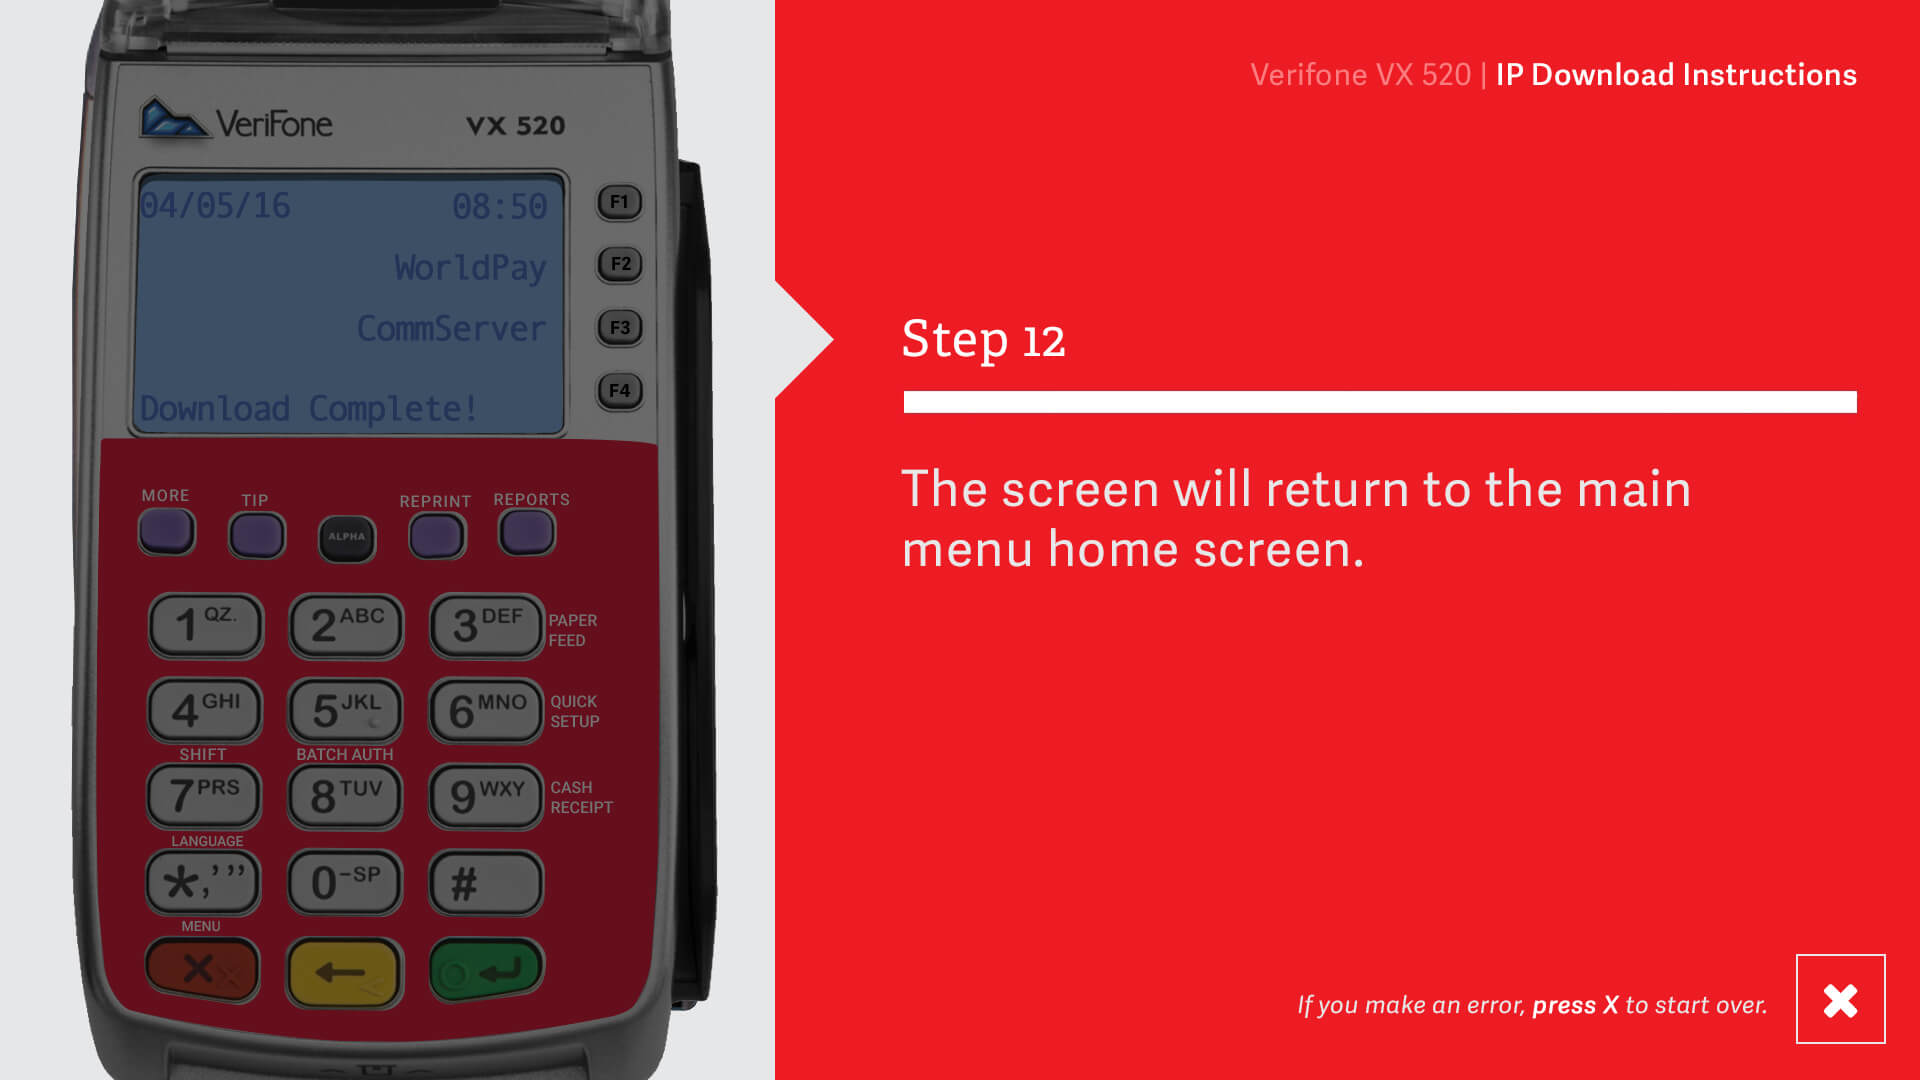 VeriFone
VX 520
04/05/16 08:50
WorldPay
CommServer
Download Complete!
F1
F2
F3
F4
MORE TIP ALPHA REPRINT REPORTS
1 QZ. 2 ABC 3 DEF PAPER FEED
4 GHI 5 JKL 6 MNO QUICK SETUP
SHIFT BATCH AUTH
7 PRS 8 TUV 9 WXY CASH RECEIPT
LANGUAGE
*,'" 0 -SP #
MENU
Verifone VX 520 | IP Download Instructions
Step 12
The screen will return to the main
menu home screen.
If you make an error, press X to start over.